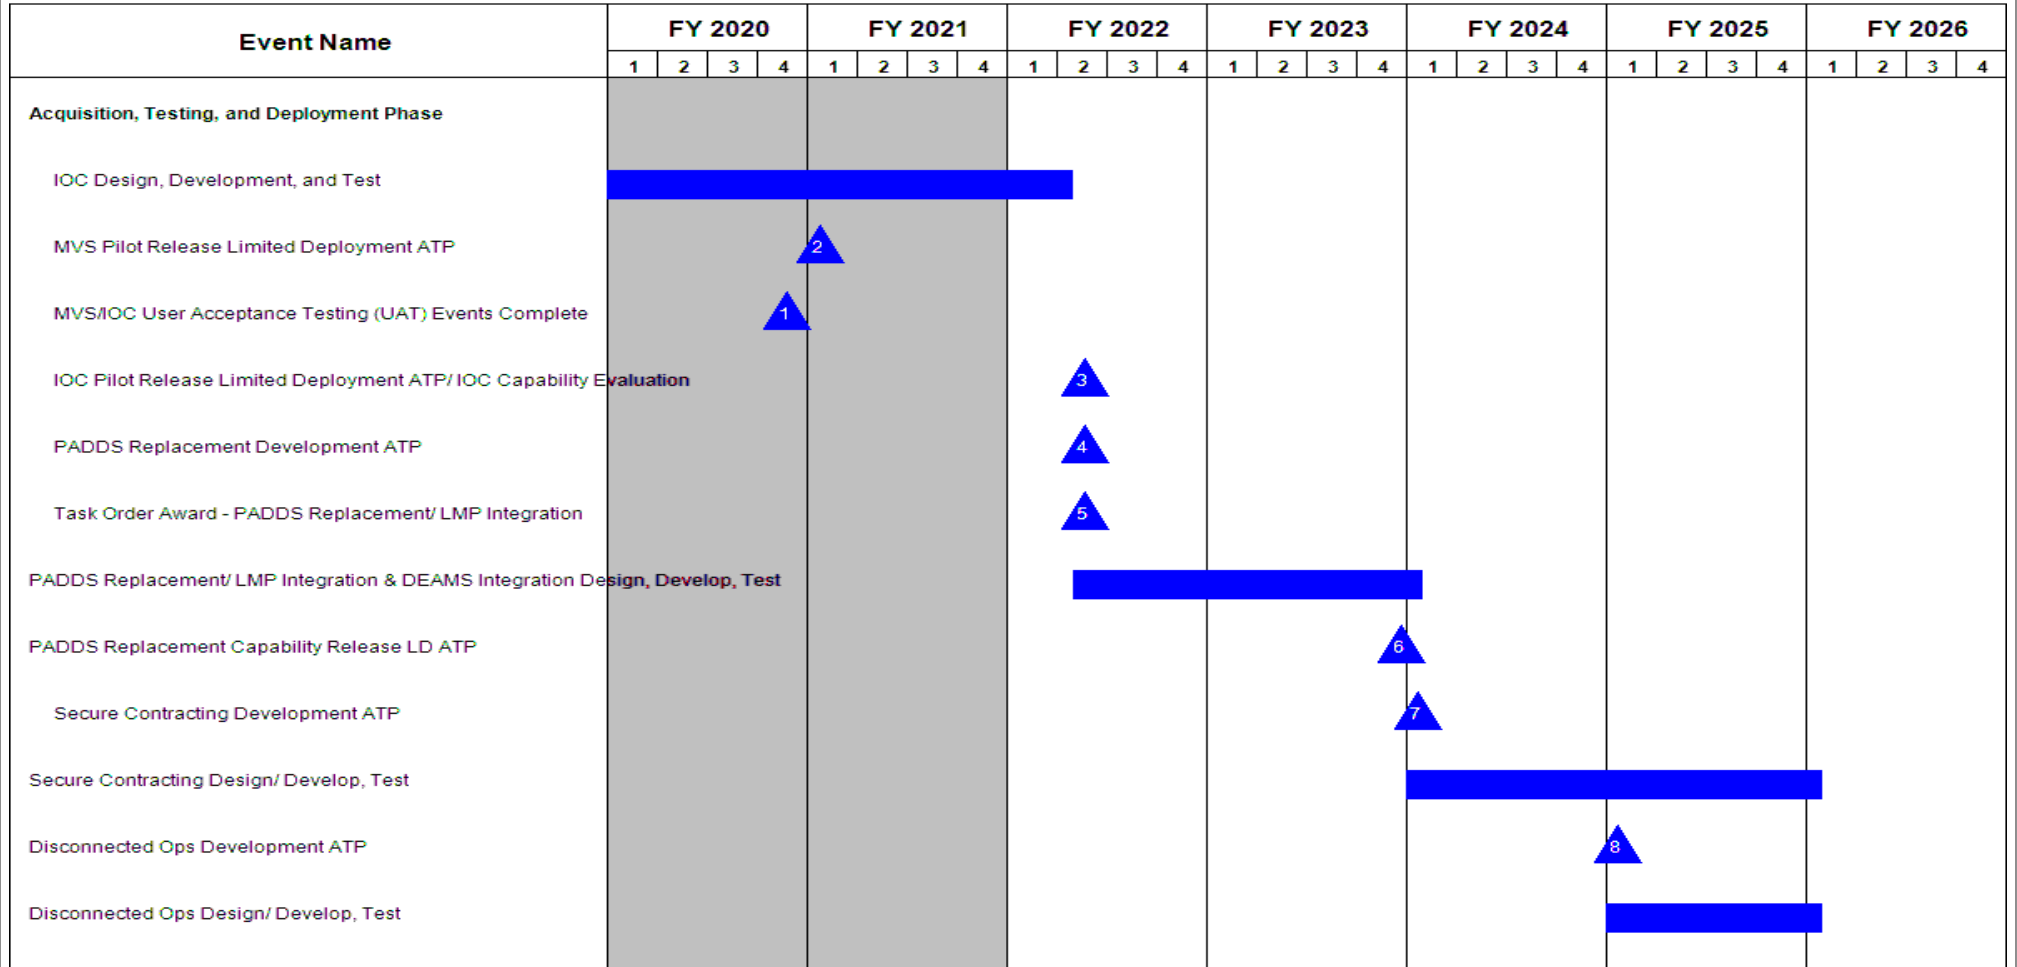 Event Name FY 2020 FY 2021 FY 2022 FY 2023 FY 2024 FY 2025 FY 2026
1 2 3 4 1 2 3 4 1 2 3 4 1 2 3 4 1 2 3 4 1 2 3 4 1 2 3 4
Acquisition, Testing, and Deployment Phase
IOC Design, Development, and Test
MVS Pilot Release Limited Deployment ATP 2
MVS/IOC User Acceptance Testing (UAT) Events Complete 1
IOC Pilot Release Limited Deployment ATP/ IOC Capability Evaluation 3
PADDS Replacement Development ATP 4
Task Order Award - PADDS Replacement/ LMP Integration 5
PADDS Replacement/ LMP Integration & DEAMS Integration Design, Develop, Test
PADDS Replacement Capability Release LD ATP 6
Secure Contracting Development ATP 7
Secure Contracting Design/ Develop, Test
Disconnected Ops Development ATP 8
Disconnected Ops Design/ Develop, Test